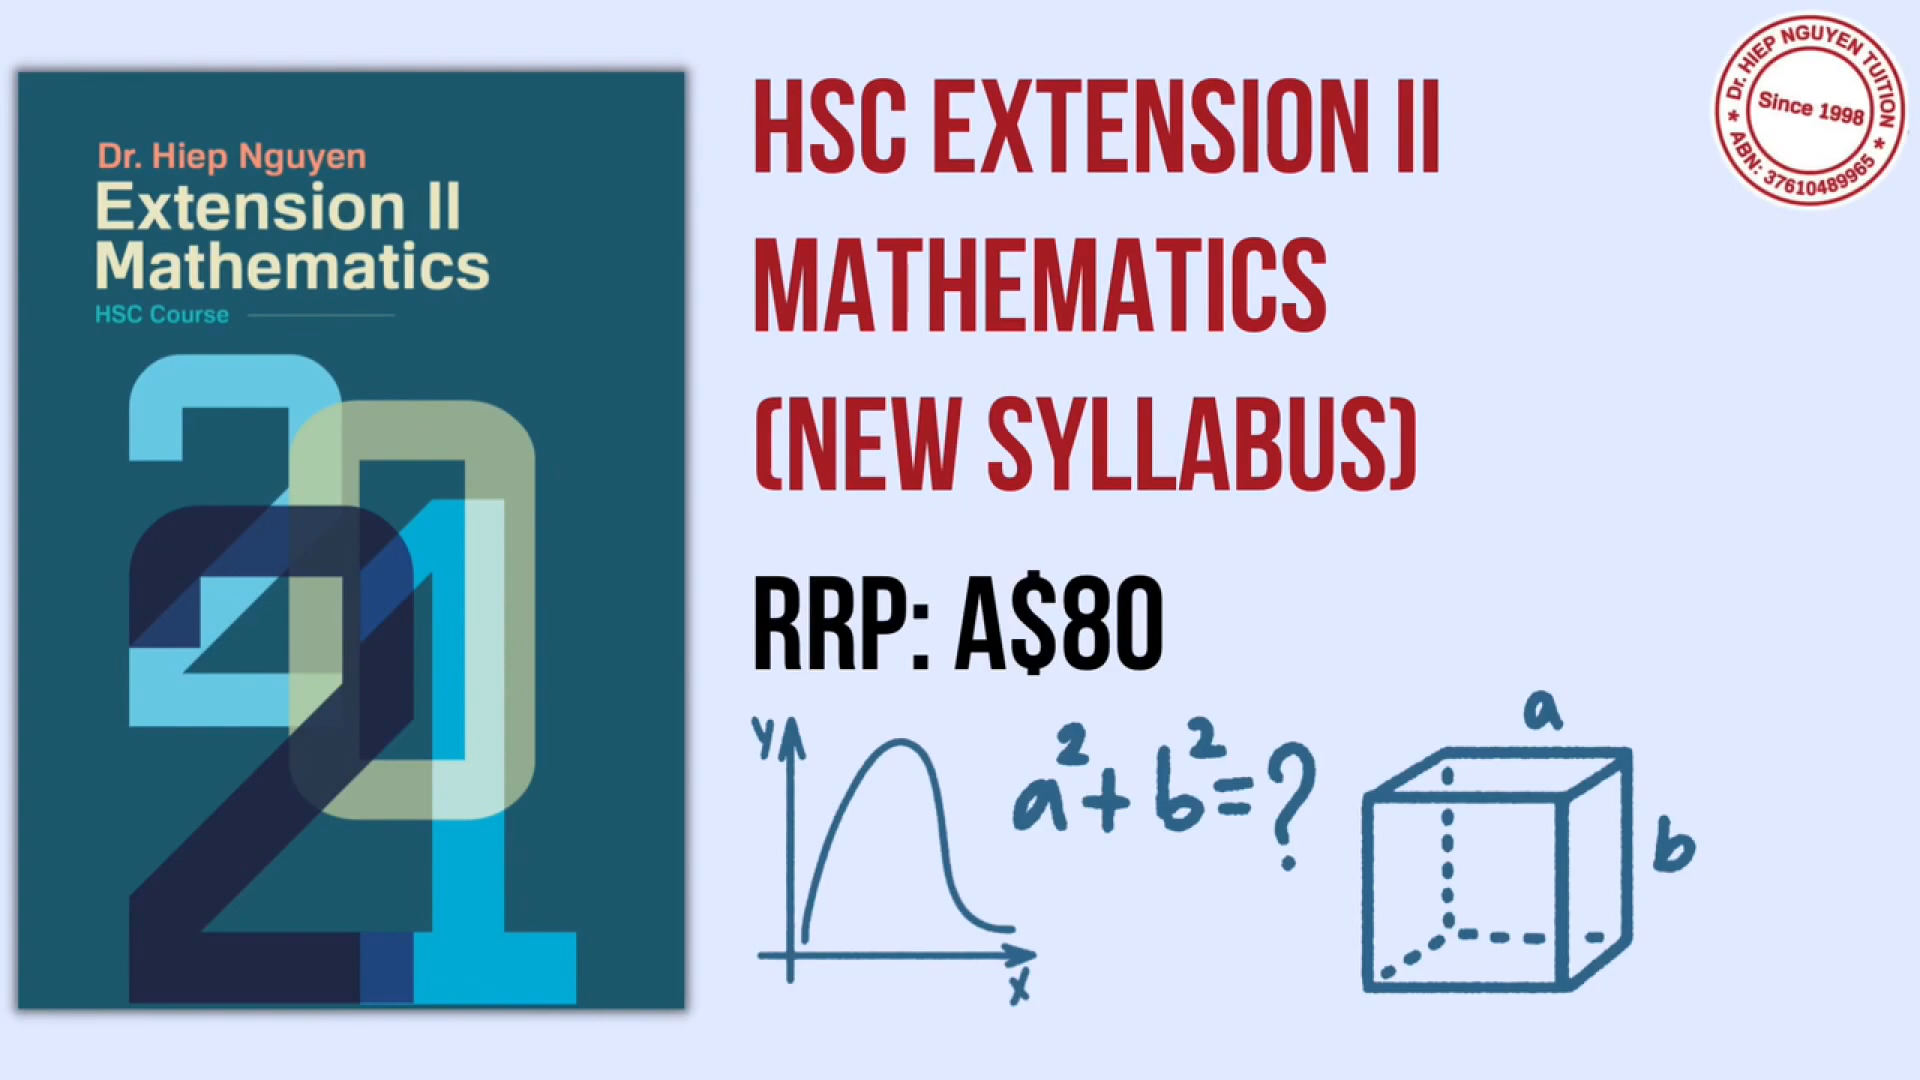 Dr. Hiep Nguyen
Extension II
Mathematics
HSC Course
2021
HSC EXTENSION II
MATHEMATICS
(NEW SYLLABUS)
RRP: A$80
y
x
a²+ b²=?
a
b
Dr. HIEP NGUYEN TUITION
Since 1998
* ABN: 37610489965 *